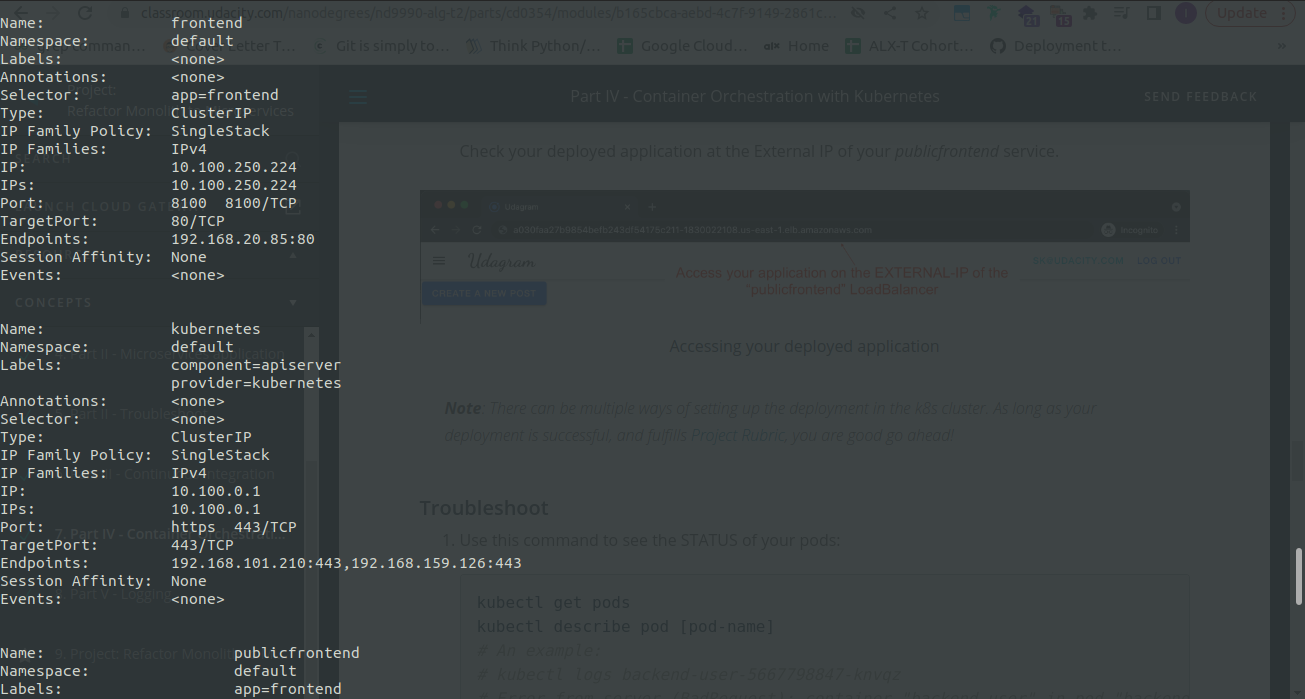 classroom.udacity.com/nanodegrees/nd9990-alg-t2/parts/cd0354/modules/b165cbca-aebd-4c7f-9149-2861c...
21
13
Update
Git is simply to
Think Python/...
Google Cloud...
Home
ALX-T Cohort...
Deployment t...
Name: frontend
Namespace: default
Labels: <none>
Annotations: <none>
Selector: app=frontend
Type: ClusterIP
IP Family Policy: SingleStack
IP Families: IPv4
IP: 10.100.250.224
IPs: 10.100.250.224
Port: 8100 8100/TCP
TargetPort: 80/TCP
Endpoints: 192.168.20.85:80
Session Affinity: None
Events: <none>
CONCEPTS
Name: kubernetes
Namespace: default
Labels: component=apiserver
provider=kubernetes
Annotations: <none>
Selector: <none>
Type: ClusterIP
IP Family Policy: SingleStack
IP Families: IPv4
IP: 10.100.0.1
IPs: 10.100.0.1
Port: https 443/TCP
TargetPort: 443/TCP
Endpoints: 192.168.101.210:443,192.168.159.126:443
Session Affinity: None
Events: <none>
Name: publicfrontend
Namespace: default
Labels: app=frontend
Part IV - Container Orchestration with Kubernetes
SEND FEEDBACK
Check your deployed application at the External IP of your publicfrontend service.
Udagram
Incognito
Udagram
LOG OUT
Access your application on the EXTERNAL-IP of the
"publicfrontend" LoadBalancer
CREATE A NEW POST
Accessing your deployed application
Note: There can be multiple ways of setting up the deployment in the k8s cluster. As long as your
deployment is successful, and fulfills Project Rubric, you are good go ahead!
Troubleshoot
1. Use this command to see the STATUS of your pods:
kubectl get pods
kubectl describe pod [pod-name]
# An example:
# kubectl logs backend-user-5667798847-knvqz